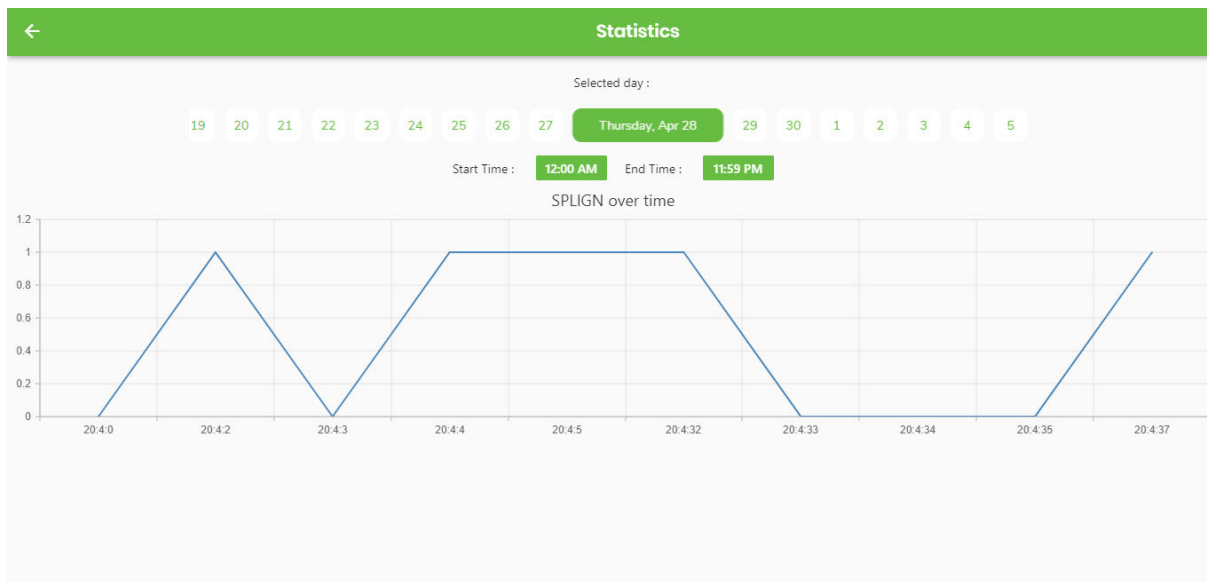 Statistics
Selected day :
19 20 21 22 23 24 25 26 27 Thursday, Apr 28 29 30 1 2 3 4 5
Start Time : 12:00 AM End Time : 11:59 PM
SPLIGN over time
1.2
1
0.8
0.6
0.4
0.2
0
20:4:0 20:4:2 20:4:3 20:4:4 20:4:5 20:4:32 20:4:33 20:4:34 20:4:35 20:4:37